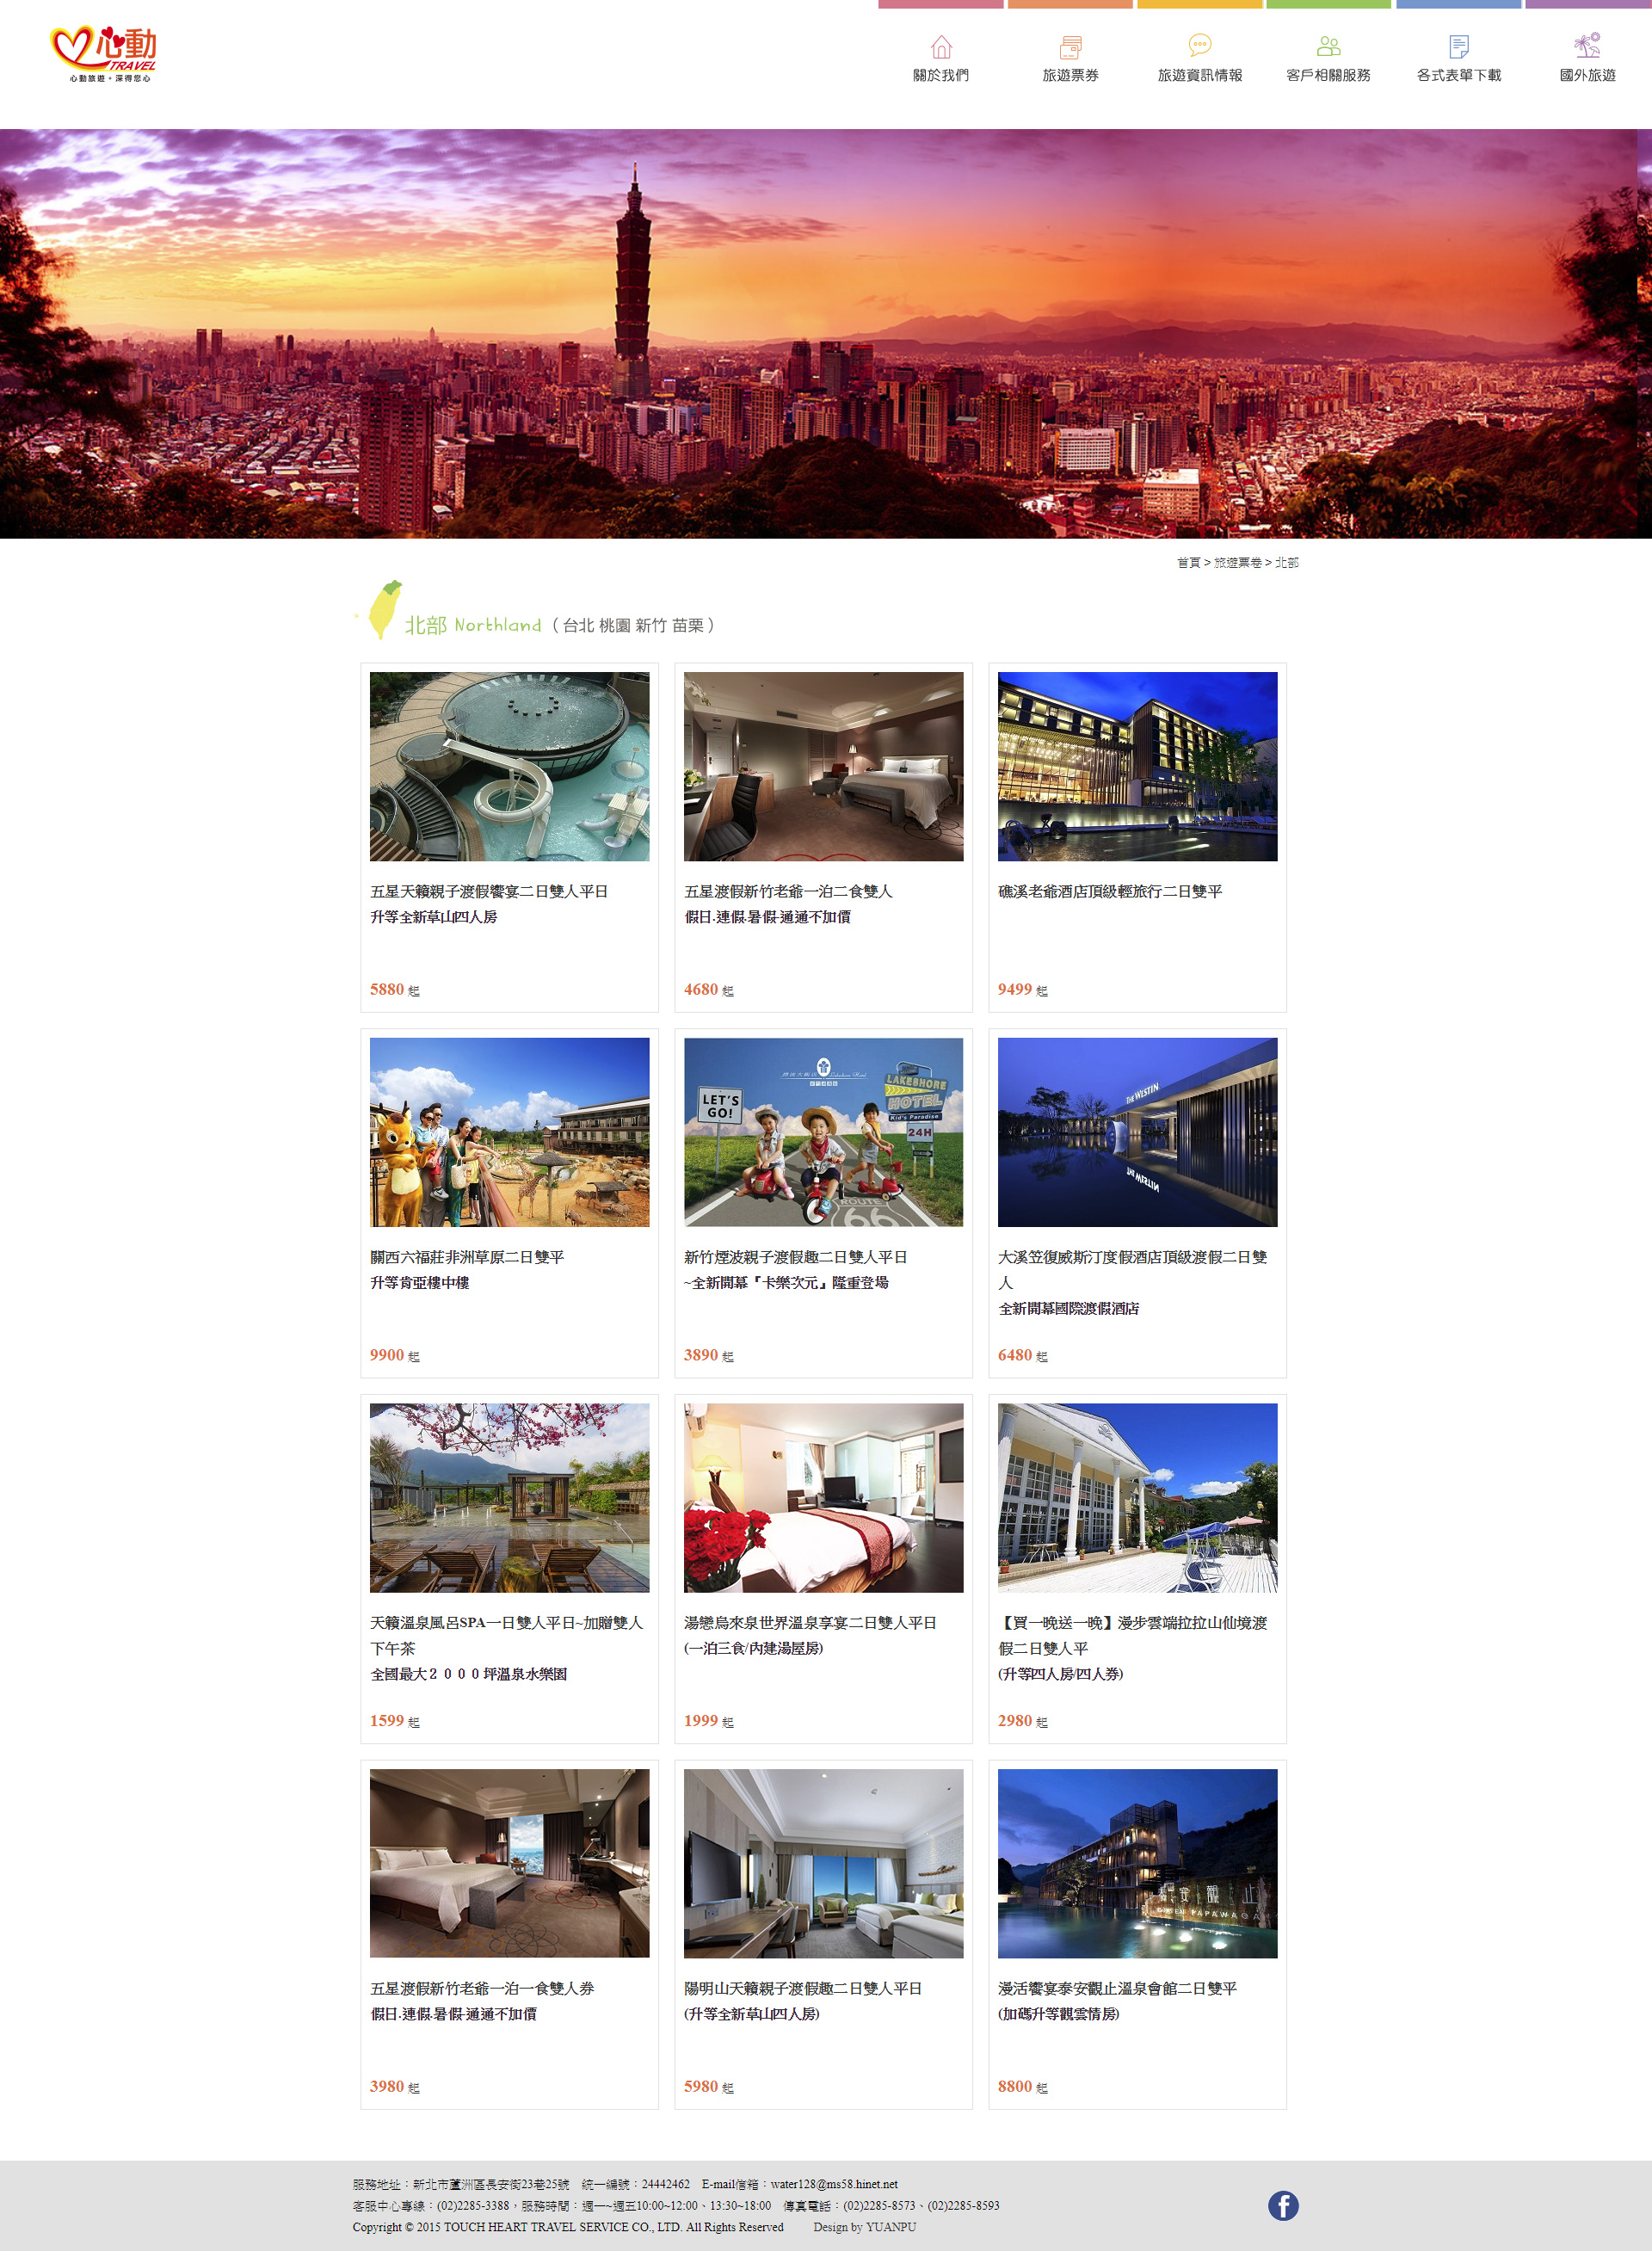 心動
TRAVEL
心動旅遊。深得您心
關於我們
旅遊票券
旅遊資訊情報
客戶相關服務
各式表單下載
國外旅遊
首頁 > 旅遊票卷 > 北部
北部 Northland （ 台北 桃園 新竹 苗栗 ）
五星天籟親子渡假饗宴二日雙人平日
升等全新草山四人房
5880 起
五星渡假新竹老爺一泊二食雙人
假日.連假.暑假-通通不加價
4680 起
礁溪老爺酒店頂級輕旅行二日雙平
9499 起
關西六福莊非洲草原二日雙平
升等肯亞樓中樓
9900 起
Lakeshore Hotel
LET'S
GO!
LAKESHORE
HOTEL
Kid's Paradise
24H
ROUTE
66
新竹煙波親子渡假趣二日雙人平日
~全新開幕『卡樂次元』隆重登場
3890 起
THE WESTIN
THE WESTIN
大溪笠復威斯汀度假酒店頂級渡假二日雙
人
全新開幕國際渡假酒店
6480 起
天籟溫泉風呂SPA一日雙人平日~加贈雙人
下午茶
全國最大２０００坪溫泉水樂園
1599 起
湯戀烏來泉世界溫泉享宴二日雙人平日
(一泊三食/內建湯屋房)
1999 起
【買一晚送一晚】漫步雲端拉拉山仙境渡
假二日雙人平
(升等四人房/四人券)
2980 起
五星渡假新竹老爺一泊一食雙人券
假日.連假.暑假-通通不加價
3980 起
陽明山天籟親子渡假趣二日雙人平日
(升等全新草山四人房)
5980 起
安觀止
PAPAWAQA
漫活饗宴泰安觀止溫泉會館二日雙平
(加碼升等觀雲情房)
8800 起
服務地址：新北市蘆洲區長安街23巷25號　統一編號：24442462　E-mail信箱：water128@ms58.hinet.net
客服中心專線：(02)2285-3388，服務時間：週一~週五10:00~12:00、13:30~18:00　傳真電話：(02)2285-8573、(02)2285-8593
Copyright © 2015 TOUCH HEART TRAVEL SERVICE CO., LTD. All Rights Reserved　　Design by YUANPU